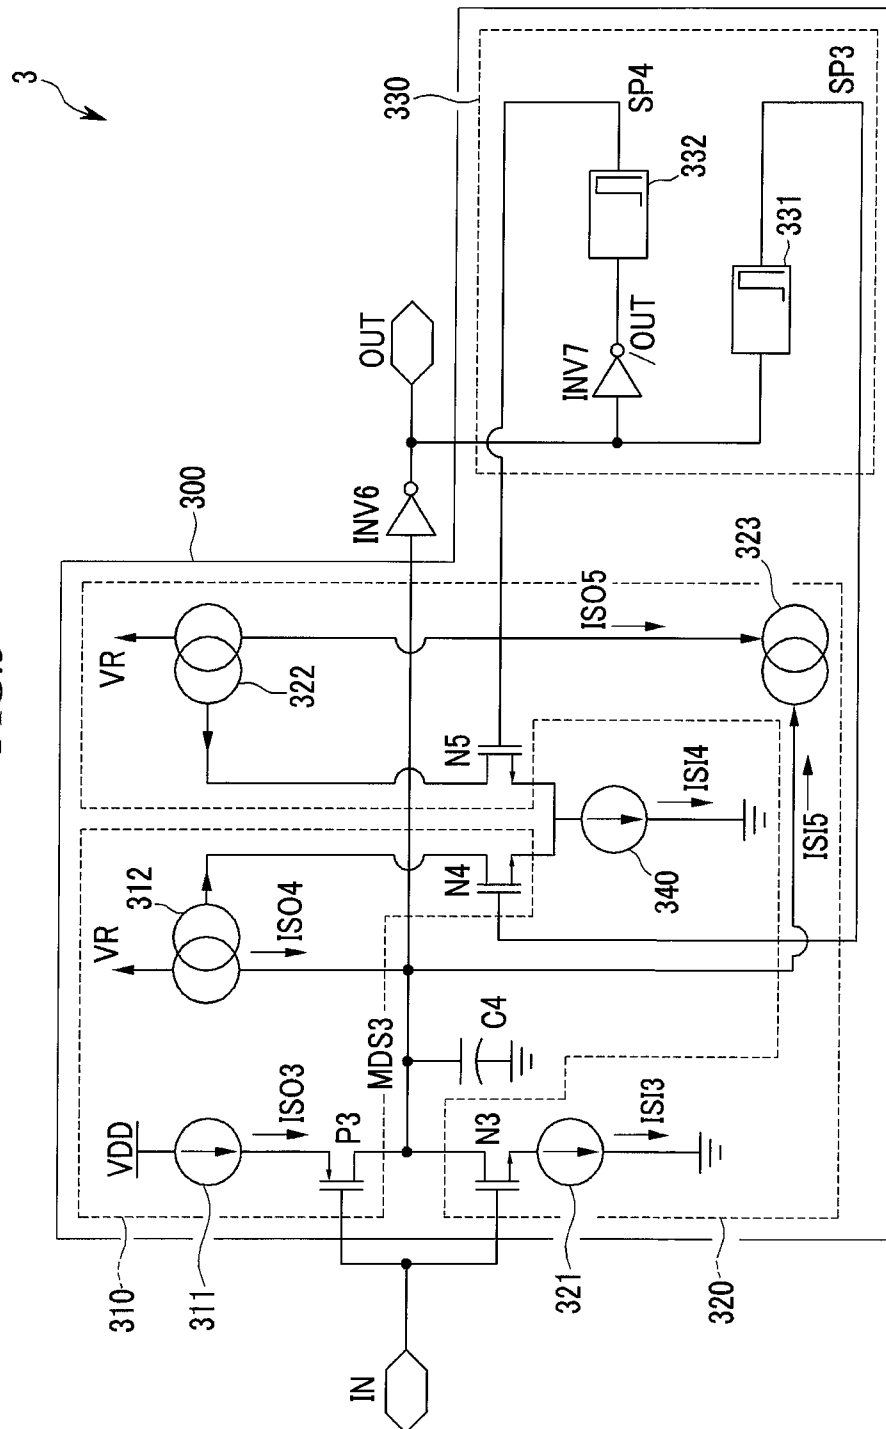 3
300
330
310
VDD
311
ISO3
P3
VR
312
ISO4
VR
322
ISO5
323
MDS3
C4
N4
N5
IN
N3
321
ISI3
320
340
ISI4
ISI5
INV6
OUT
INV7
/OUT
332
SP4
331
SP3